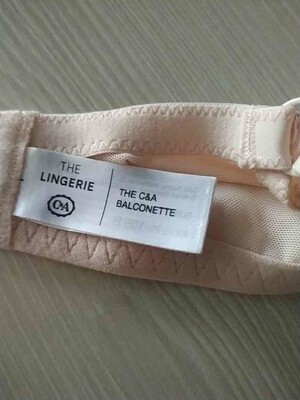 THE
LINGERIE
C&A
THE C&A
BALCONETTE